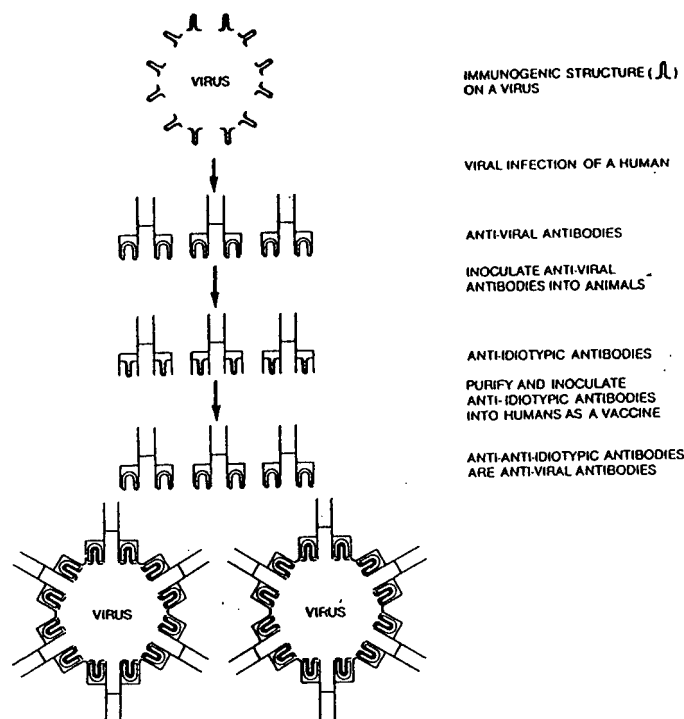 VIRUS
IMMUNOGENIC STRUCTURE ( )
ON A VIRUS
VIRAL INFECTION OF A HUMAN
ANTI-VIRAL ANTIBODIES
INOCULATE ANTI-VIRAL
ANTIBODIES INTO ANIMALS
ANTI-IDIOTYPIC ANTIBODIES
PURIFY AND INOCULATE
ANTI-IDIOTYPIC ANTIBODIES
INTO HUMANS AS A VACCINE
ANTI-ANTI-IDIOTYPIC ANTIBODIES
ARE ANTI-VIRAL ANTIBODIES
VIRUS
VIRUS